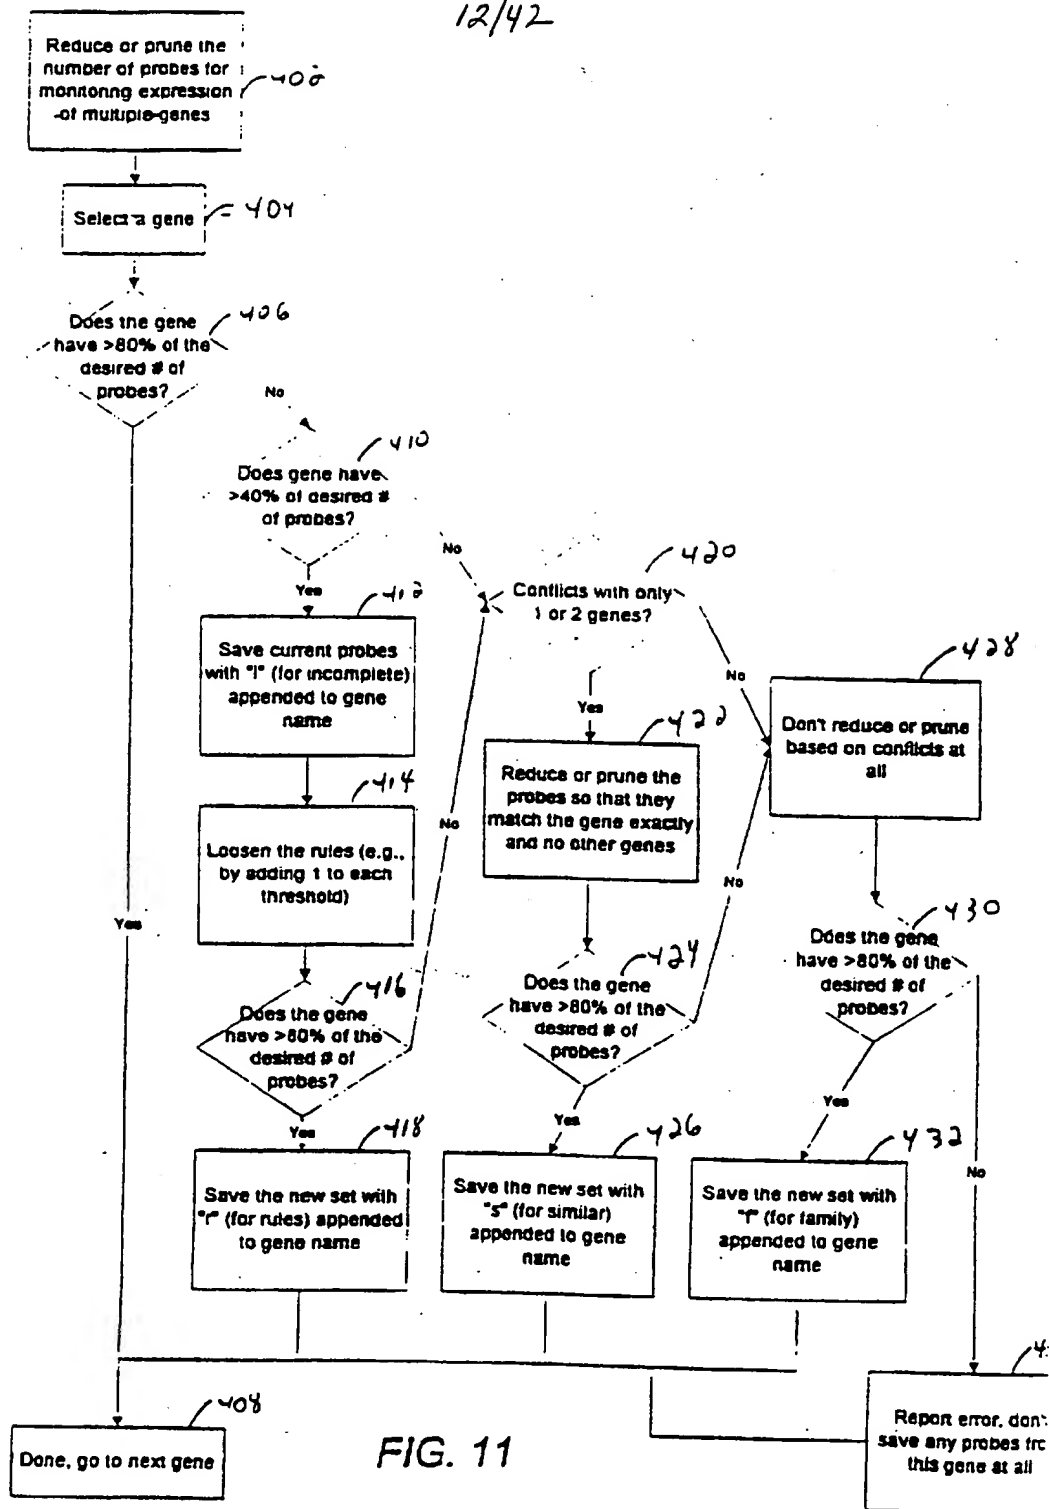 12/42
Reduce or prune the
number of probes for
monitoring expression
of multiple genes
402
Select a gene
404
Does the gene
have >80% of the
desired # of
probes?
406
No
Does gene have
>40% of desired #
of probes?
410
Yes
No
Save current probes
with "i" (for incomplete)
appended to gene
name
412
Loosen the rules (e.g.,
by adding 1 to each
threshold)
414
Does the gene
have >80% of the
desired # of
probes?
416
No
Yes
Save the new set with
"r" (for rules) appended
to gene name
418
Conflicts with only
1 or 2 genes?
420
Yes
No
Reduce or prune the
probes so that they
match the gene exactly
and no other genes
422
Does the gene
have >80% of the
desired # of
probes?
424
No
Yes
Save the new set with
"s" (for similar)
appended to gene
name
426
Don't reduce or prune
based on conflicts at
all
428
Does the gene
have >80% of the
desired # of
probes?
430
Yes
No
Save the new set with
"f" (for family)
appended to gene
name
432
Yes
Done, go to next gene
408
Report error, don't
save any probes
this gene at all
FIG. 11